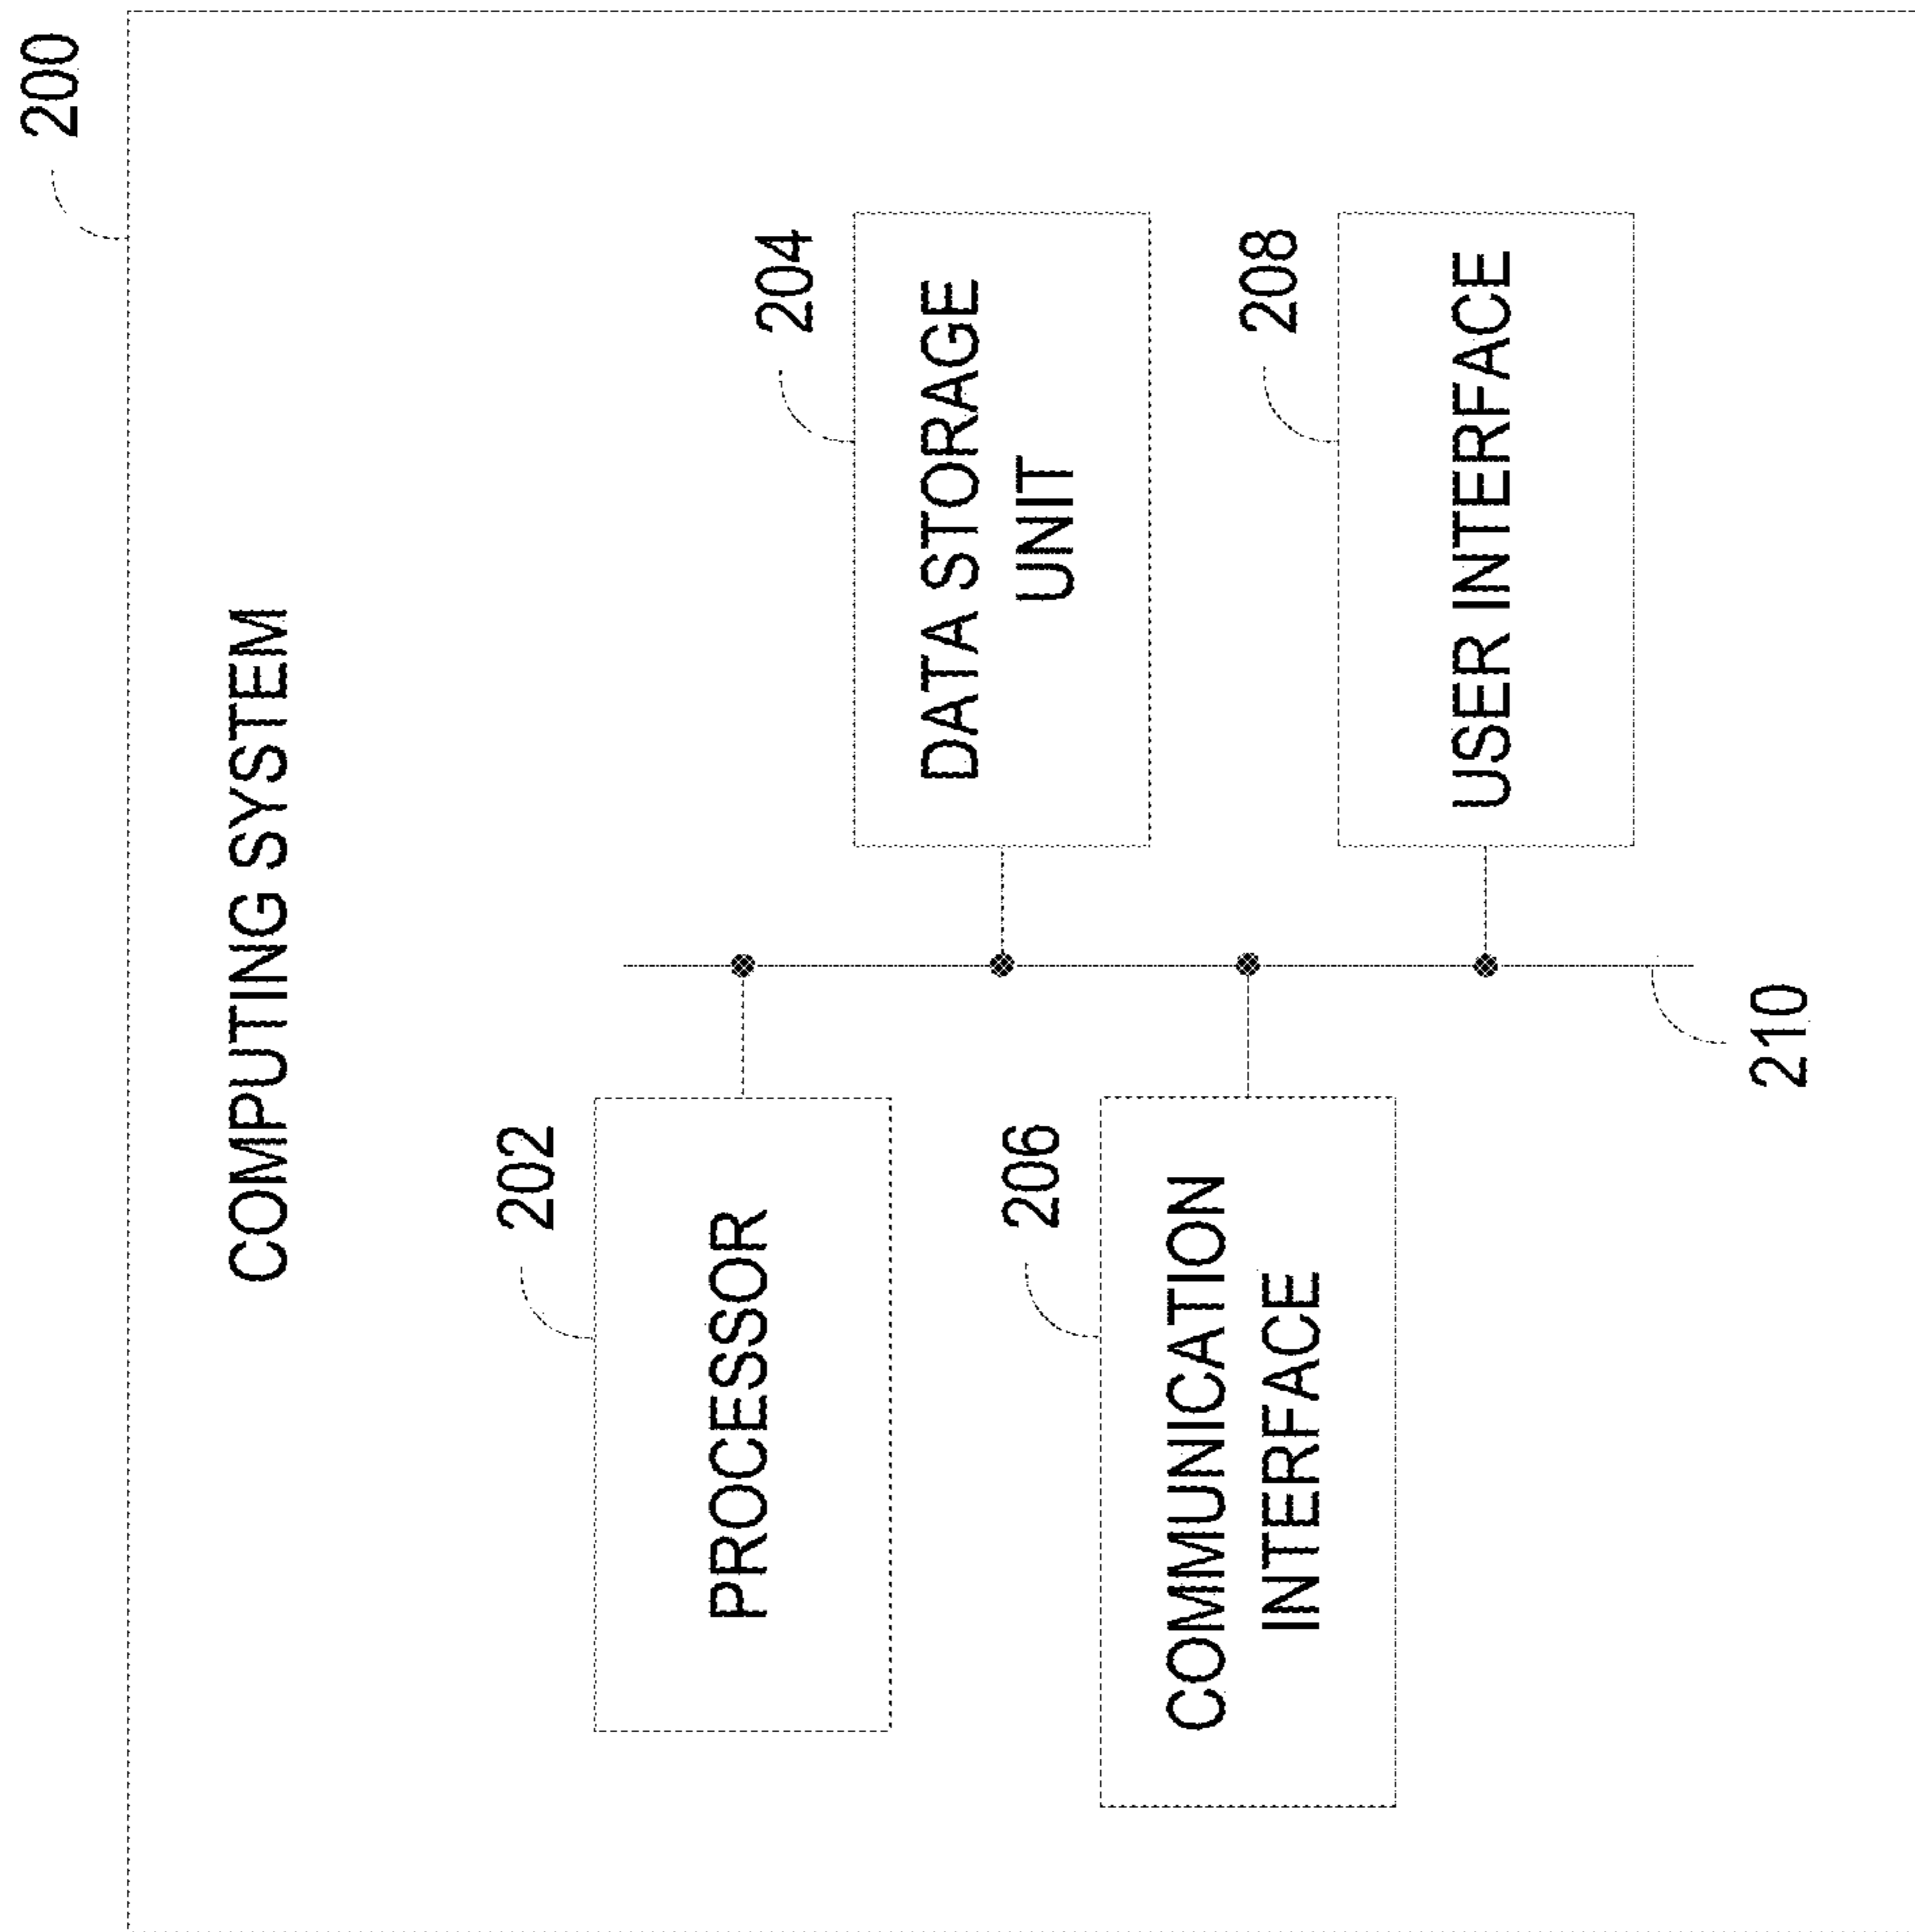 200
COMPUTING SYSTEM
202
PROCESSOR
204
DATA STORAGE
UNIT
206
COMMUNICATION
INTERFACE
208
USER INTERFACE
210